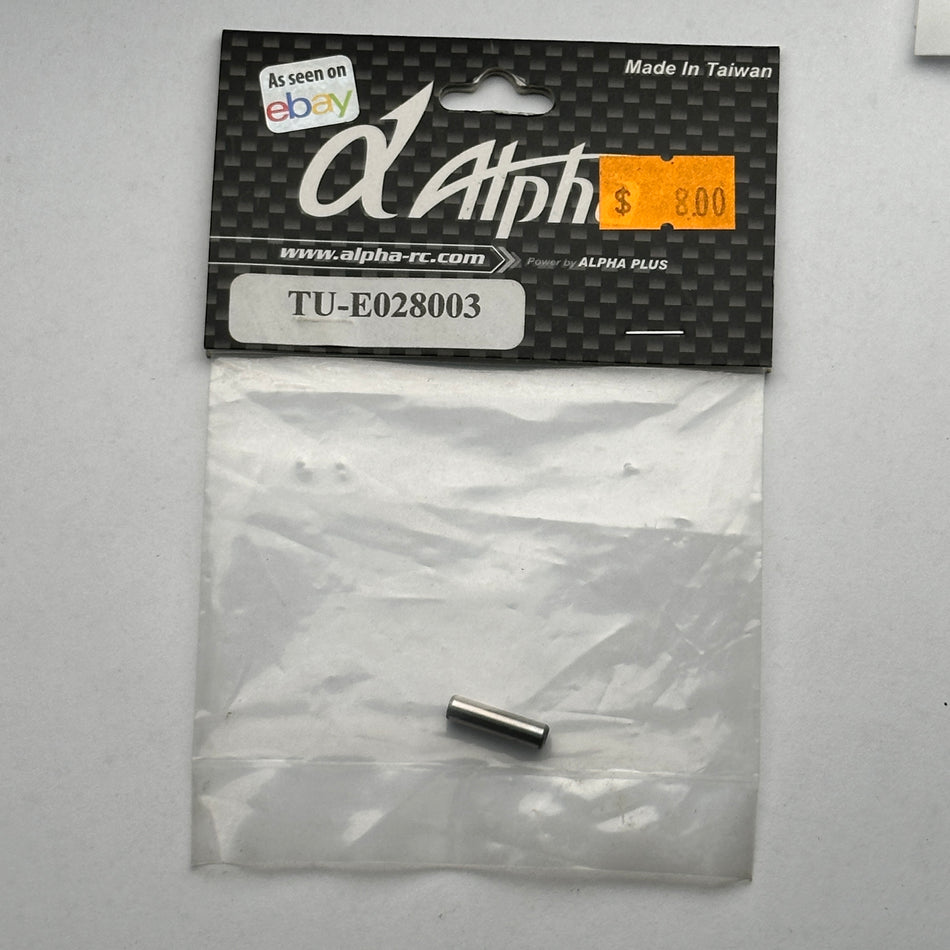 As seen on
ebay
Made In Taiwan
α Alph
$ 8.00
www.alpha-rc.com
Power by ALPHA PLUS
TU-E028003